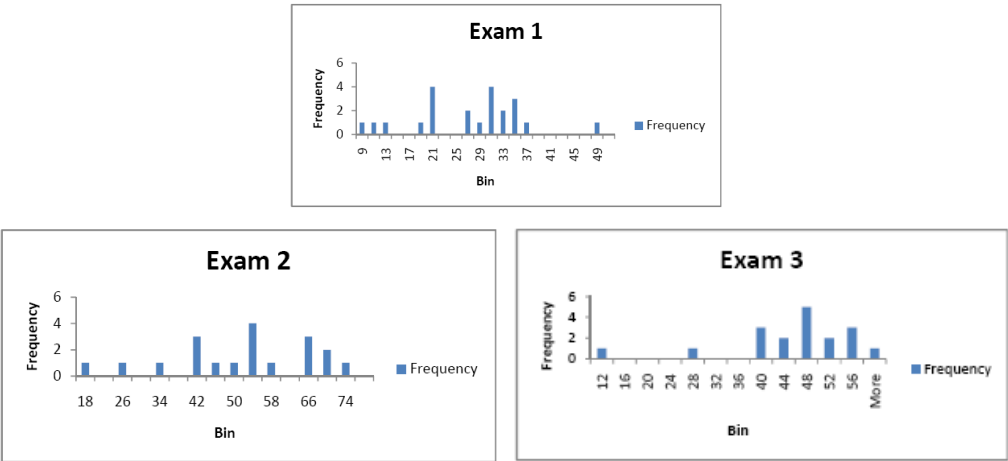 Exam 1
6
4
2
0
Frequency
9 13 17 21 25 29 33 37 41 45 49
Bin
Frequency
Exam 2
6
4
2
0
Frequency
18 26 34 42 50 58 66 74
Bin
Frequency
Exam 3
6
4
2
0
Frequency
12 16 20 24 28 32 36 40 44 48 52 56 More
Bin
Frequency